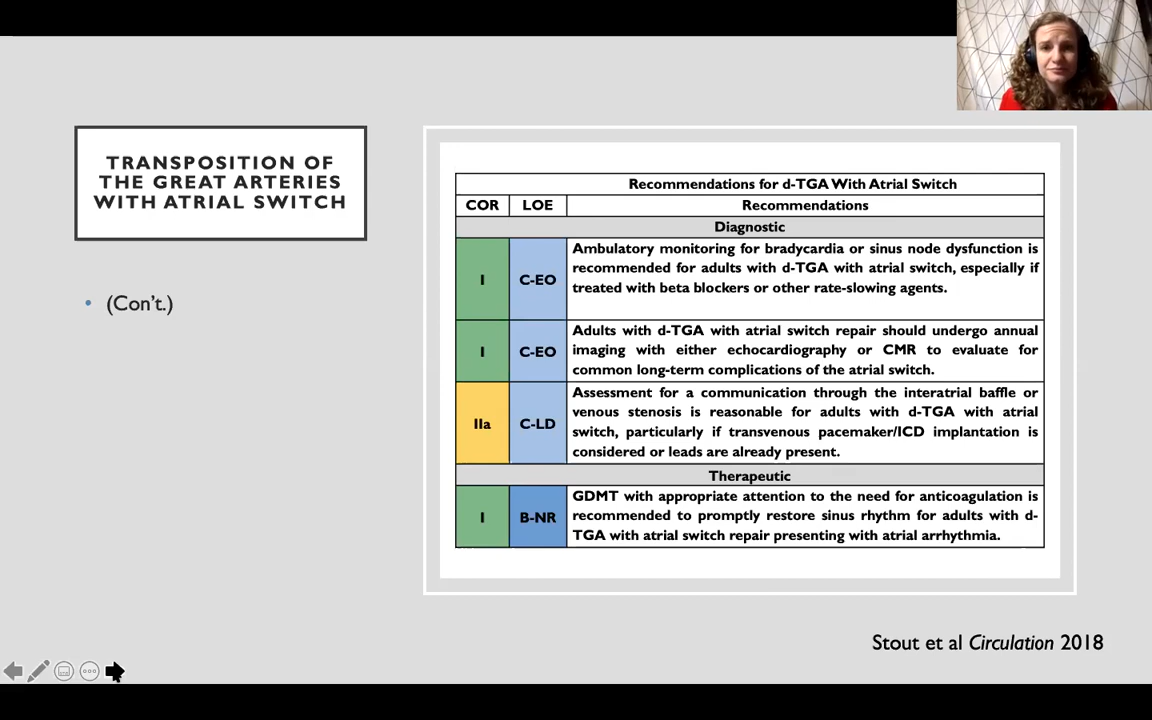 TRANSPOSITION OF
THE GREAT ARTERIES
WITH ATRIAL SWITCH
• (Con't.)
Recommendations for d-TGA With Atrial Switch
COR LOE Recommendations
Diagnostic
I C-EO Ambulatory monitoring for bradycardia or sinus node dysfunction is
recommended for adults with d-TGA with atrial switch, especially if
treated with beta blockers or other rate-slowing agents.
I C-EO Adults with d-TGA with atrial switch repair should undergo annual
imaging with either echocardiography or CMR to evaluate for
common long-term complications of the atrial switch.
IIa C-LD Assessment for a communication through the interatrial baffle or
venous stenosis is reasonable for adults with d-TGA with atrial
switch, particularly if transvenous pacemaker/ICD implantation is
considered or leads are already present.
Therapeutic
I B-NR GDMT with appropriate attention to the need for anticoagulation is
recommended to promptly restore sinus rhythm for adults with d-
TGA with atrial switch repair presenting with atrial arrhythmia.
Stout et al Circulation 2018